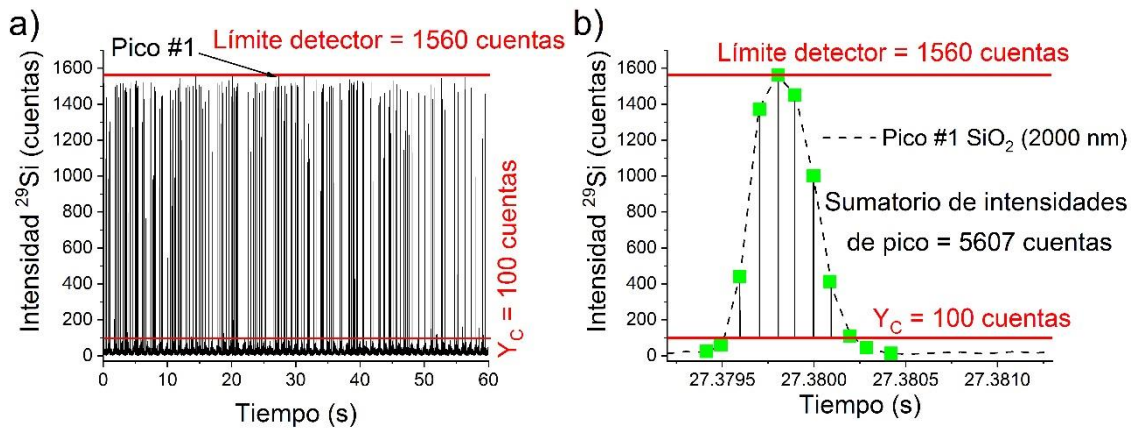 a)
Pico #1
Límite detector = 1560 cuentas
Intensidad ²⁹Si (cuentas)
1600
1400
1200
1000
800
600
400
200
0
Y_C = 100 cuentas
0 10 20 30 40 50 60
Tiempo (s)
b)
Límite detector = 1560 cuentas
Intensidad ²⁹Si (cuentas)
1600
1400
1200
1000
800
600
400
200
0
Pico #1 SiO₂ (2000 nm)
Sumatorio de intensidades
de pico = 5607 cuentas
Y_C = 100 cuentas
27.3795 27.3800 27.3805 27.3810
Tiempo (s)